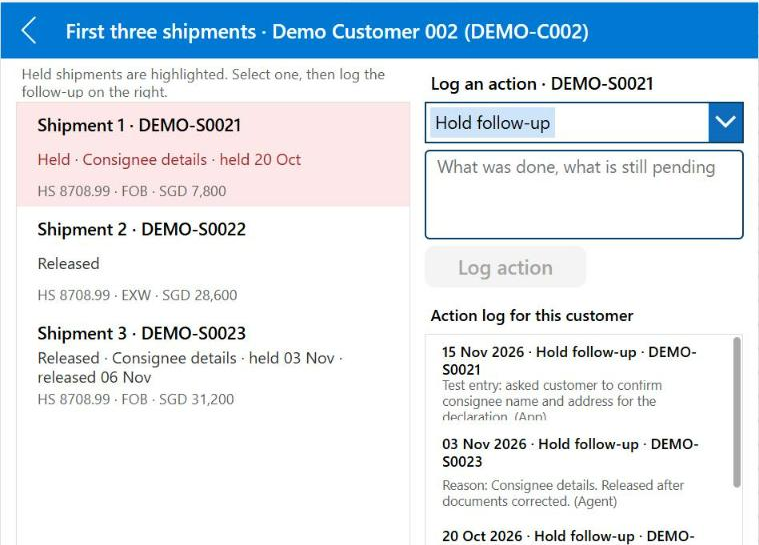 First three shipments · Demo Customer 002 (DEMO-C002)
Held shipments are highlighted. Select one, then log the
follow-up on the right.
Shipment 1 · DEMO-S0021
Held · Consignee details · held 20 Oct
HS 8708.99 · FOB · SGD 7,800
Shipment 2 · DEMO-S0022
Released
HS 8708.99 · EXW · SGD 28,600
Shipment 3 · DEMO-S0023
Released · Consignee details · held 03 Nov ·
released 06 Nov
HS 8708.99 · FOB · SGD 31,200
Log an action · DEMO-S0021
Hold follow-up
What was done, what is still pending
Log action
Action log for this customer
15 Nov 2026 · Hold follow-up · DEMO-
S0021
Test entry: asked customer to confirm
consignee name and address for the
declaration. (App)
03 Nov 2026 · Hold follow-up · DEMO-
S0023
Reason: Consignee details. Released after
documents corrected. (Agent)
20 Oct 2026 · Hold follow-up · DEMO-